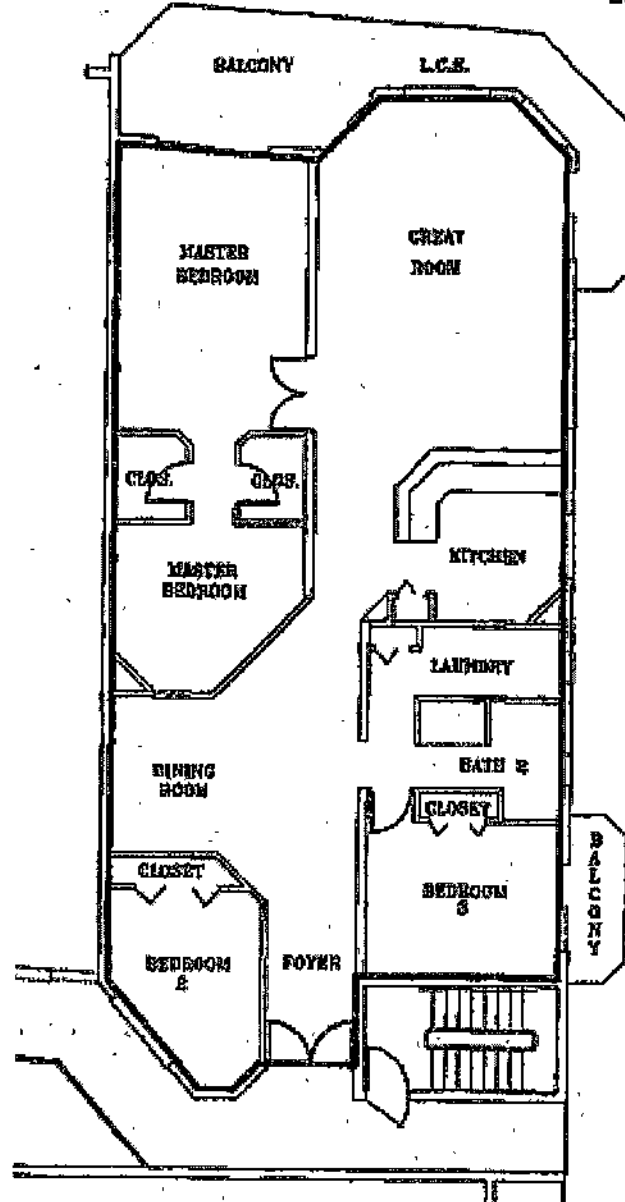 BALCONY
L.C.E.
MASTER
BEDROOM
GREAT
ROOM
CLOS.
CLOS.
KITCHEN
MASTER
BEDROOM
LAUNDRY
DINING
ROOM
BATH 2
CLOSET
CLOSET
BEDROOM
3
BALCONY
BEDROOM
2
FOYER